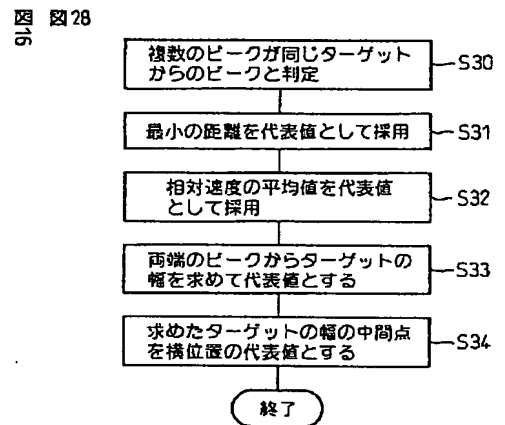 図 図28
図16
複数のピークが同じターゲット
からのピークと判定
S30
最小の距離を代表値として採用
S31
相対速度の平均値を代表値
として採用
S32
両端のピークからターゲットの
幅を求めて代表値とする
S33
求めたターゲットの幅の中間点
を横位置の代表値とする
S34
終了